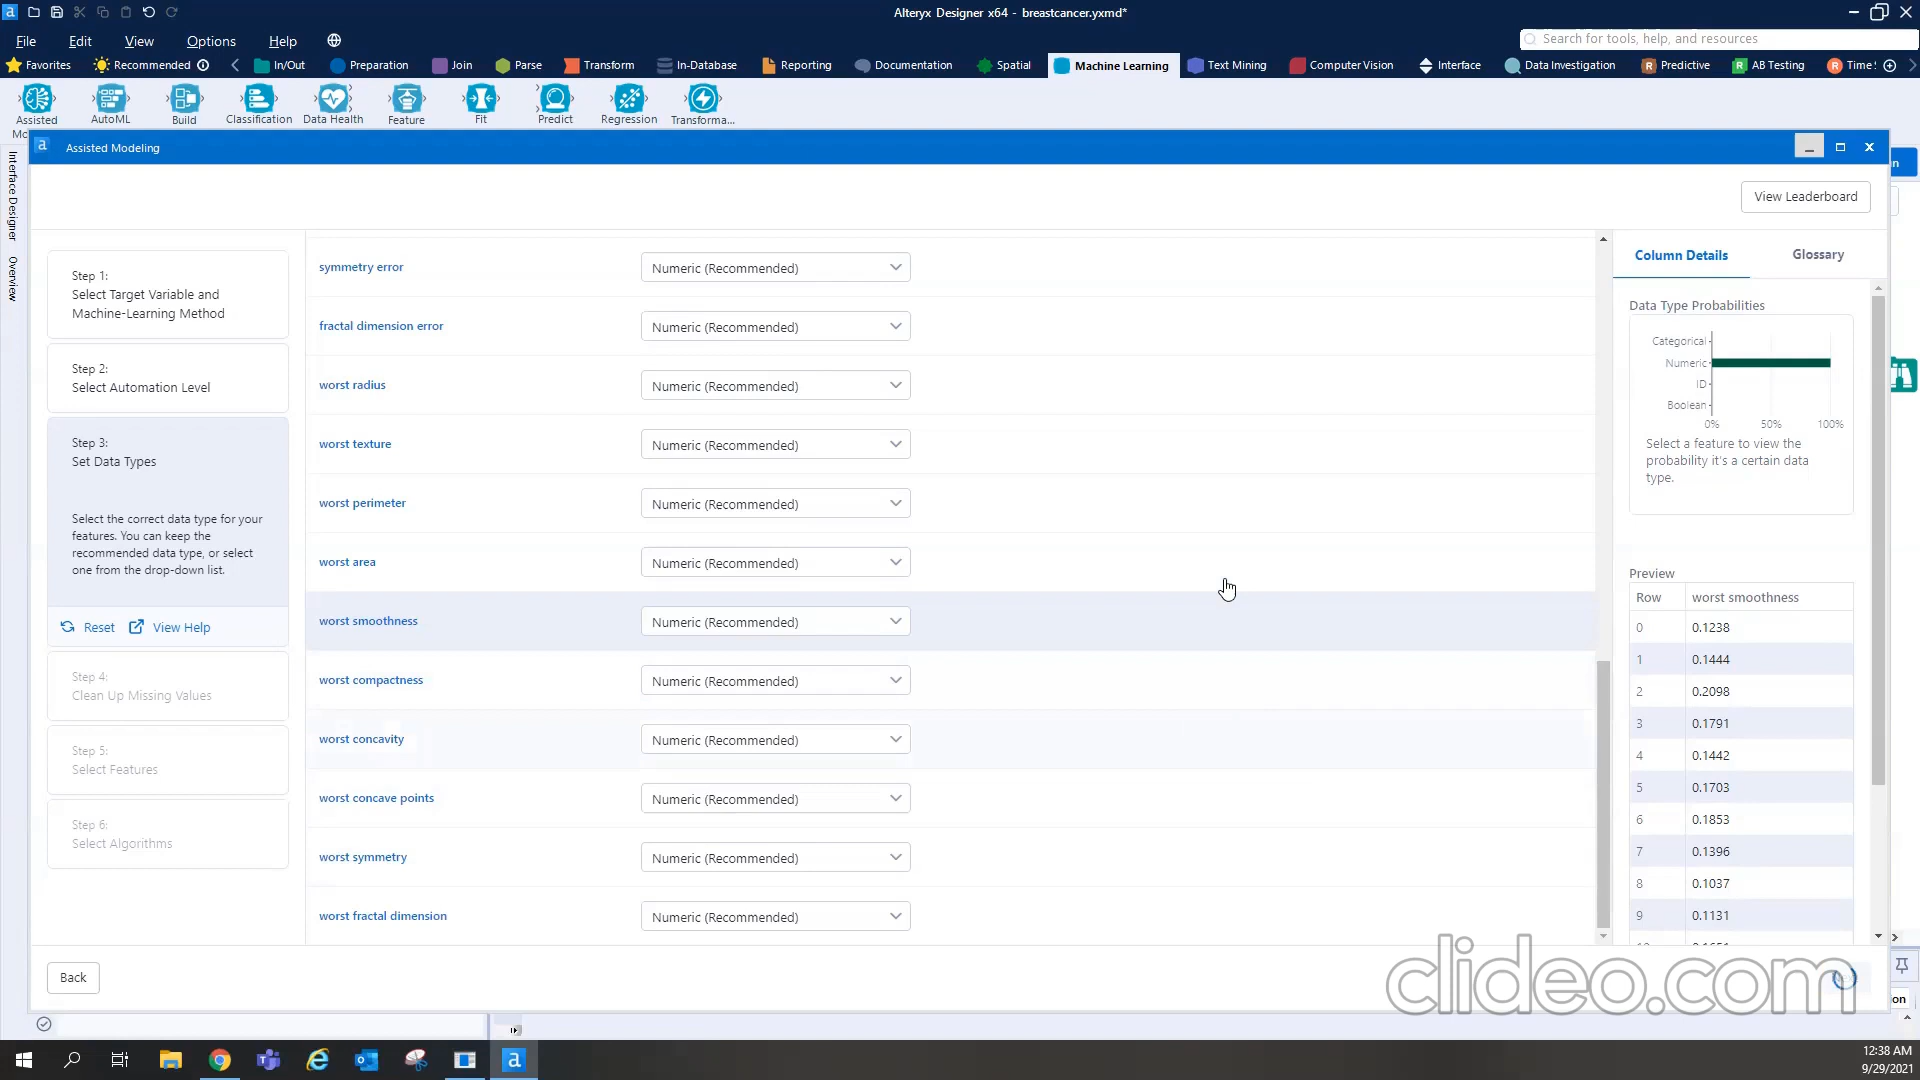 Alteryx Designer x64 - breastcancer.yxmd*
File Edit View Options Help
Search for tools, help, and resources
Favorites Recommended In/Out Preparation Join Parse Transform In-Database Reporting Documentation Spatial Machine Learning Text Mining Computer Vision Interface Data Investigation Predictive AB Testing Time
Assisted AutoML Build Classification Data Health Feature Fit Predict Regression Transforma...
Mo
Interface Designer
Overview
Assisted Modeling
View Leaderboard
Step 1:
Select Target Variable and
Machine-Learning Method
Step 2:
Select Automation Level
Step 3:
Set Data Types
Select the correct data type for your
features. You can keep the
recommended data type, or select
one from the drop-down list.
Reset View Help
Step 4:
Clean Up Missing Values
Step 5:
Select Features
Step 6:
Select Algorithms
symmetry error Numeric (Recommended)
fractal dimension error Numeric (Recommended)
worst radius Numeric (Recommended)
worst texture Numeric (Recommended)
worst perimeter Numeric (Recommended)
worst area Numeric (Recommended)
worst smoothness Numeric (Recommended)
worst compactness Numeric (Recommended)
worst concavity Numeric (Recommended)
worst concave points Numeric (Recommended)
worst symmetry Numeric (Recommended)
worst fractal dimension Numeric (Recommended)
Column Details Glossary
Data Type Probabilities
Categorical
Numeric
ID
Boolean
0% 50% 100%
Select a feature to view the
probability it's a certain data
type.
Preview
Row worst smoothness
0 0.1238
1 0.1444
2 0.2098
3 0.1791
4 0.1442
5 0.1703
6 0.1853
7 0.1396
8 0.1037
9 0.1131
Back
clideo.com
on
12:38 AM
9/29/2021